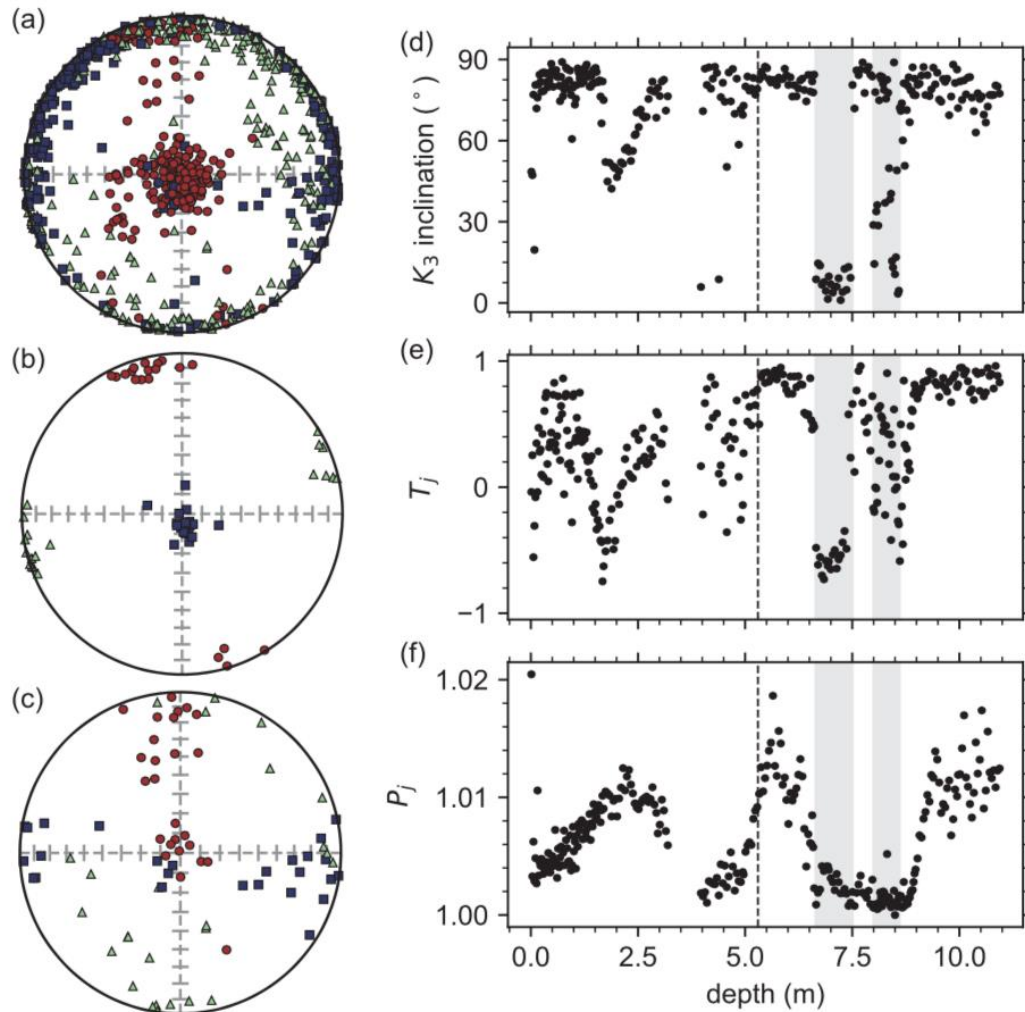 (a)
(b)
(c)
(d)
90
60
30
0
K3 inclination (°)
(e)
1
0
−1
Tj
(f)
1.02
1.01
1.00
Pj
0.0 2.5 5.0 7.5 10.0
depth (m)